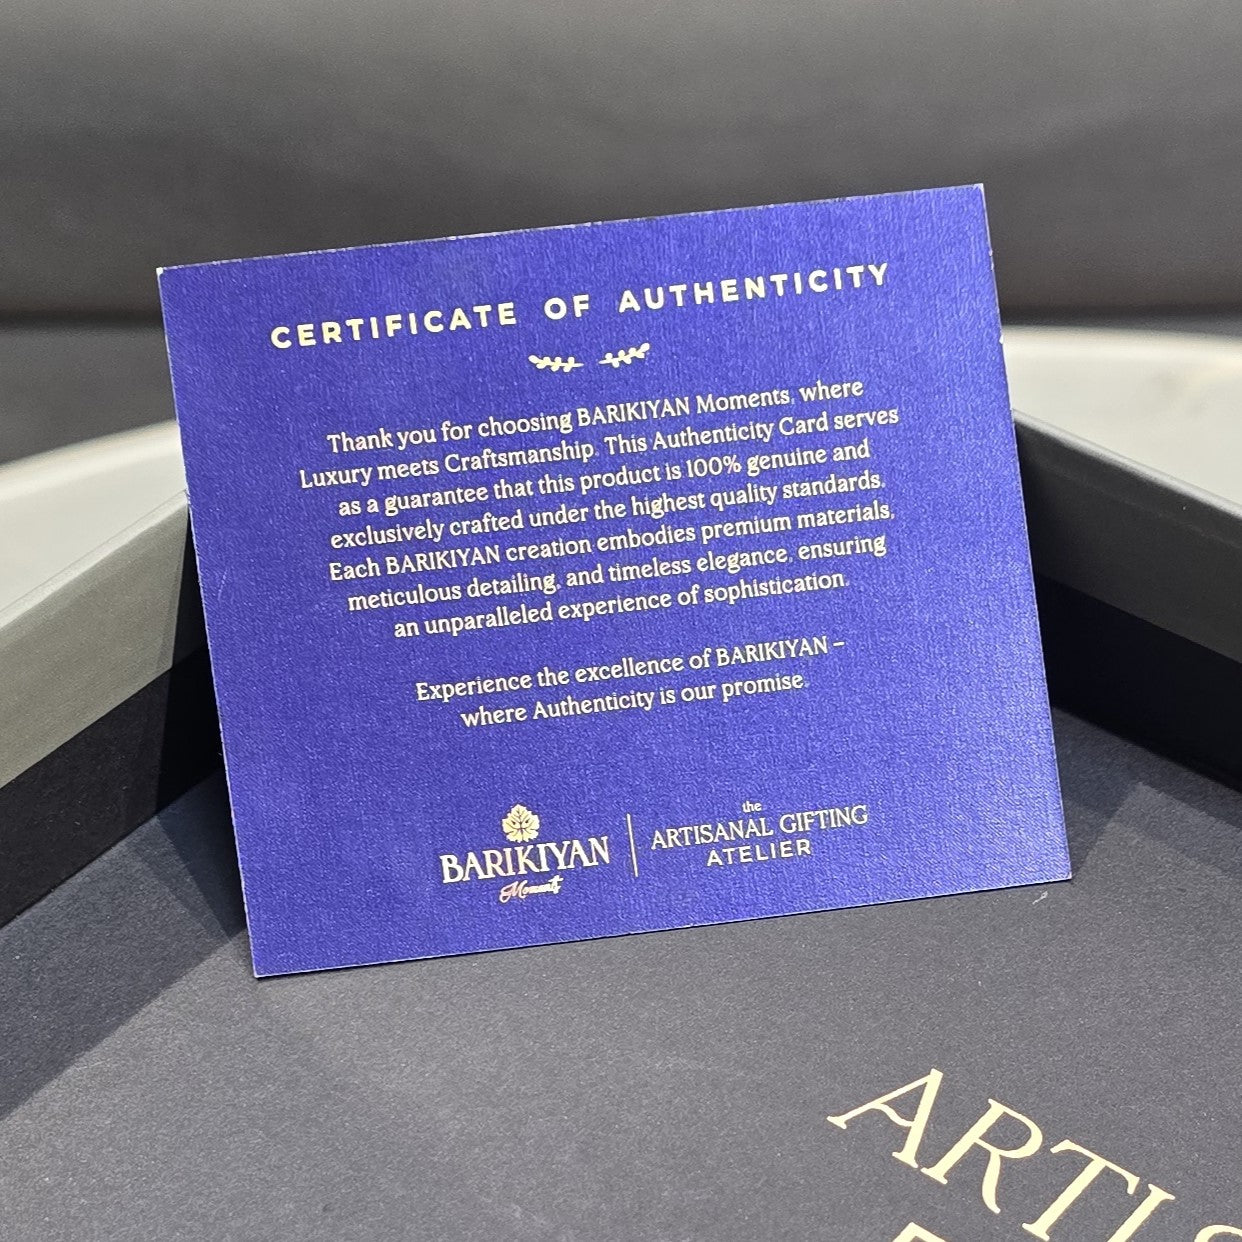 CERTIFICATE OF AUTHENTICITY
Thank you for choosing BARIKIYAN Moments, where
Luxury meets Craftsmanship. This Authenticity Card serves
as a guarantee that this product is 100% genuine and
exclusively crafted under the highest quality standards.
Each BARIKIYAN creation embodies premium materials,
meticulous detailing, and timeless elegance, ensuring
an unparalleled experience of sophistication.
Experience the excellence of BARIKIYAN –
where Authenticity is our promise.
BARIKIYAN
Moments
the
ARTISANAL GIFTING
ATELIER
ARTIS